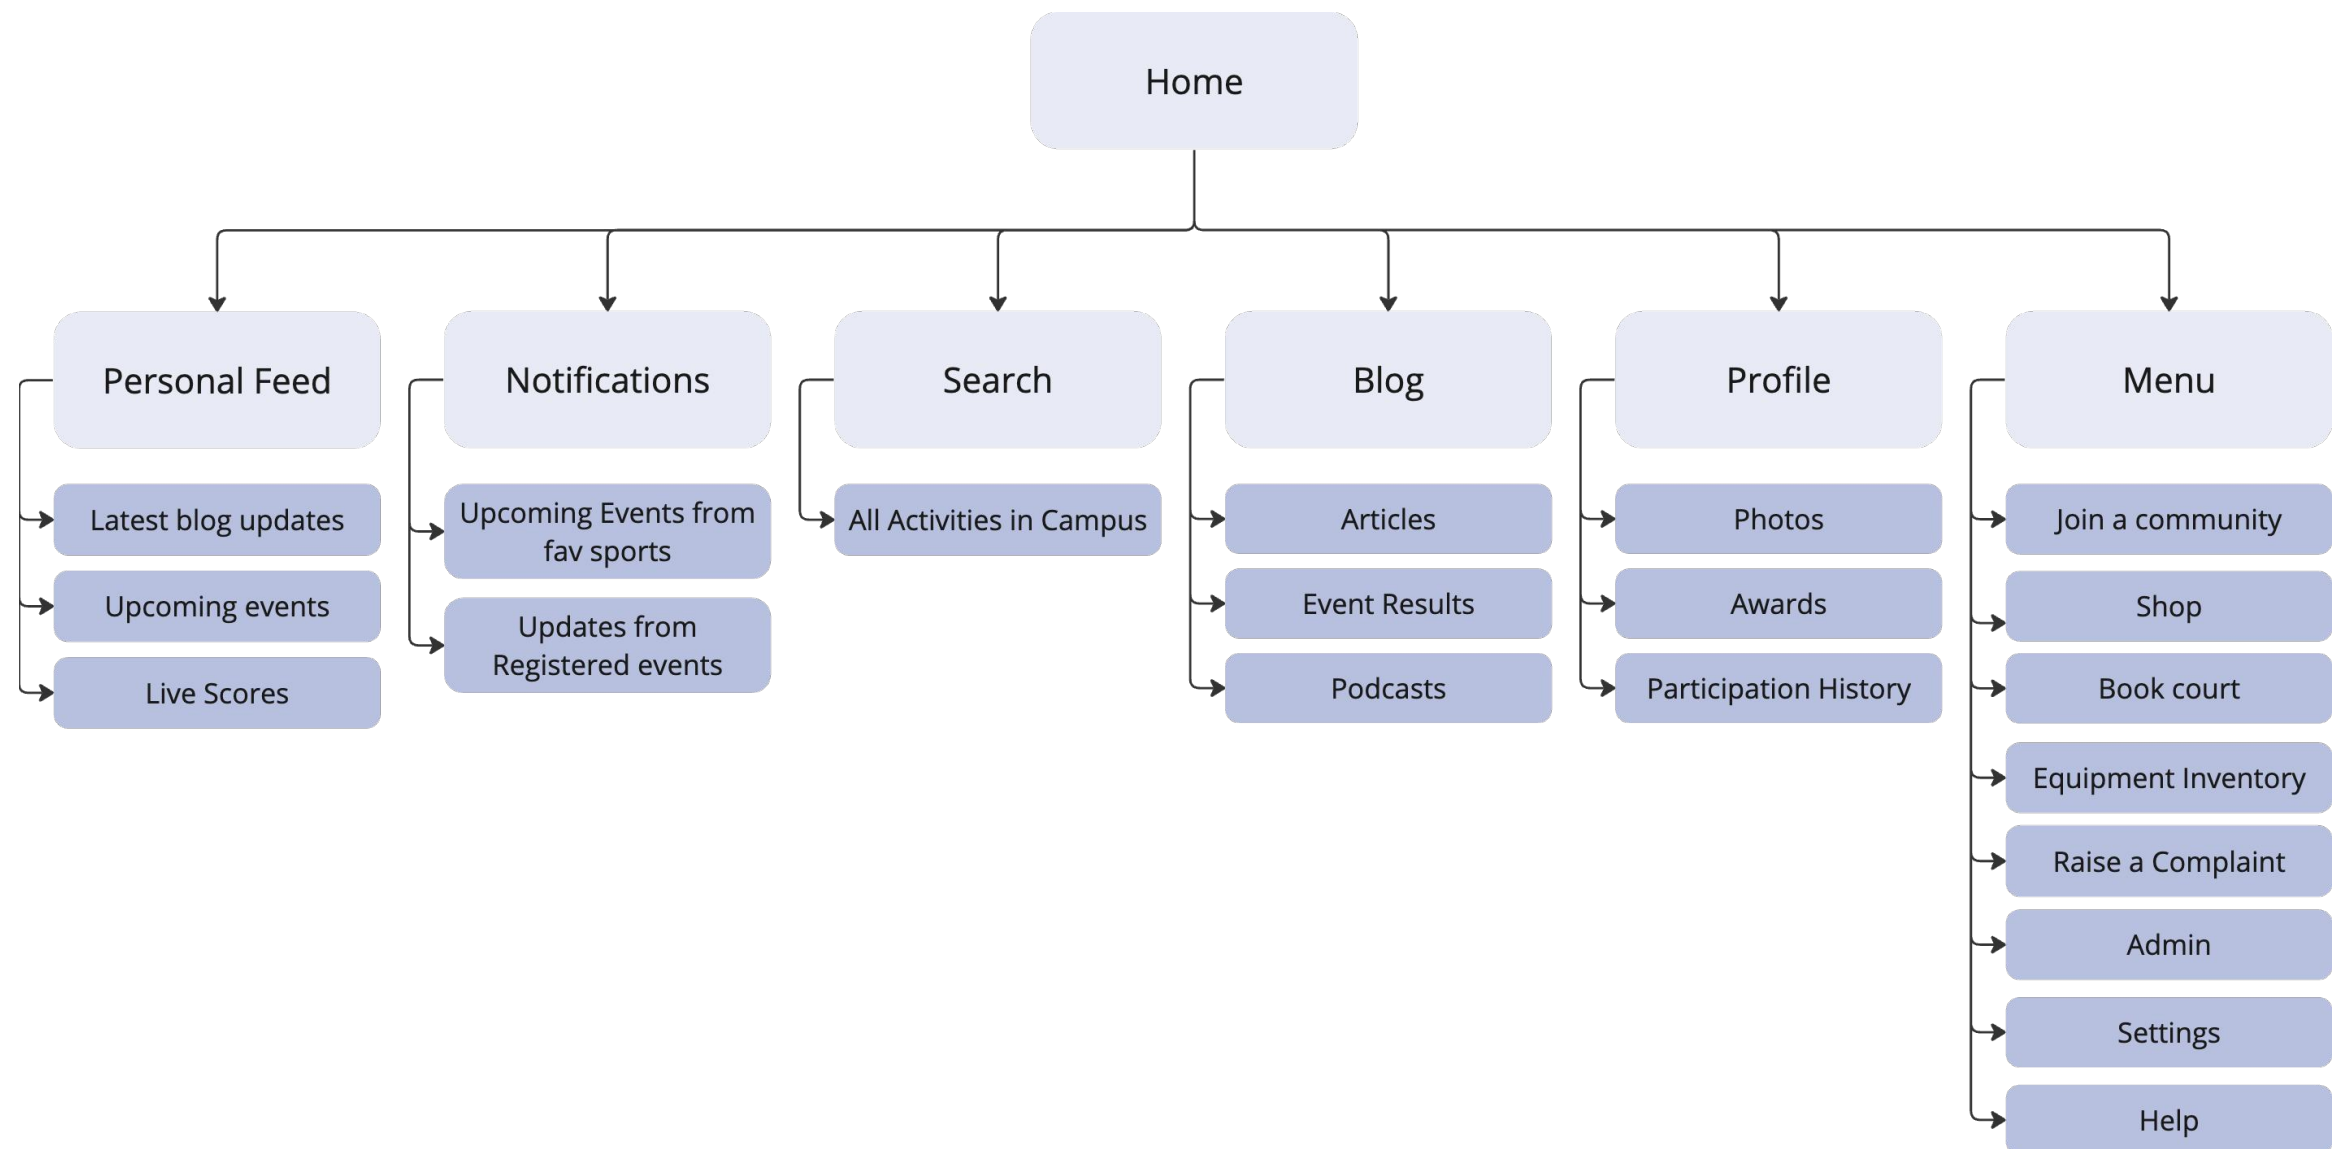 Home
Personal Feed
Latest blog updates
Upcoming events
Live Scores
Notifications
Upcoming Events from
fav sports
Updates from
Registered events
Search
All Activities in Campus
Blog
Articles
Event Results
Podcasts
Profile
Photos
Awards
Participation History
Menu
Join a community
Shop
Book court
Equipment Inventory
Raise a Complaint
Admin
Settings
Help